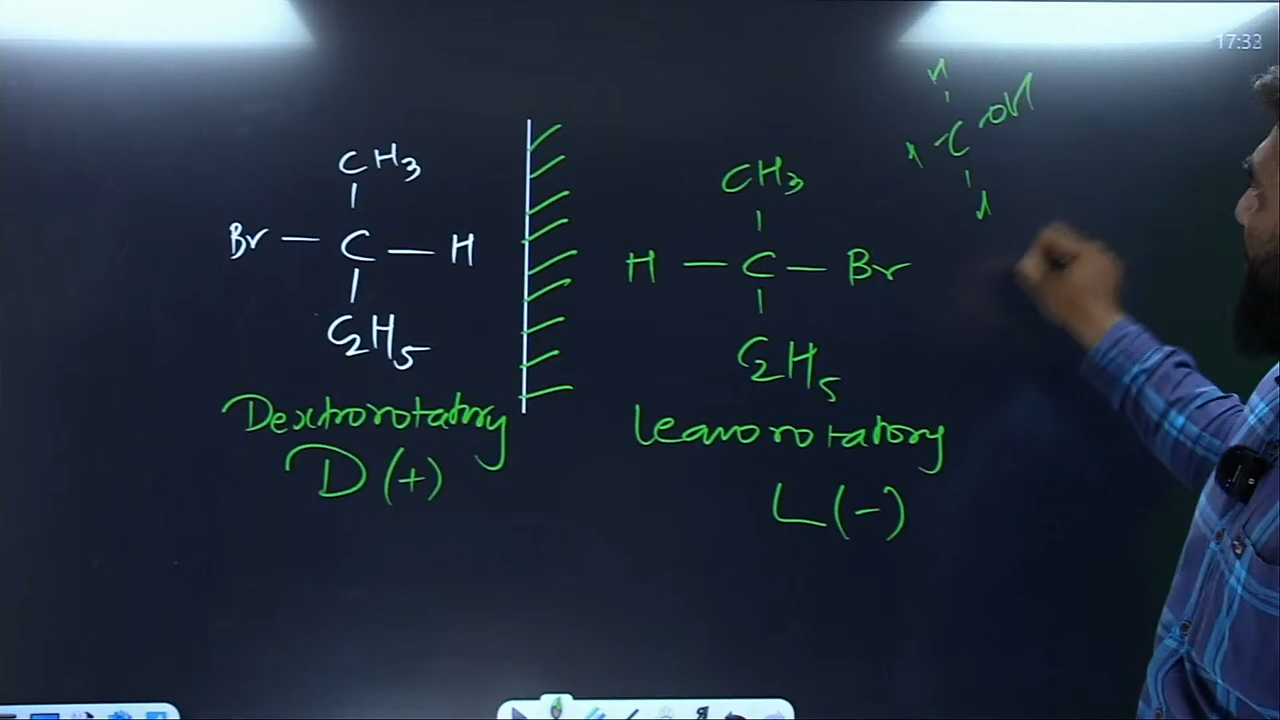 17:32
H
C OH
H
H
CH3
Br — C — H
C2H5
Dextrorotatory
D (+)
CH3
H — C — Br
C2H5
leavorotatory
L (-)